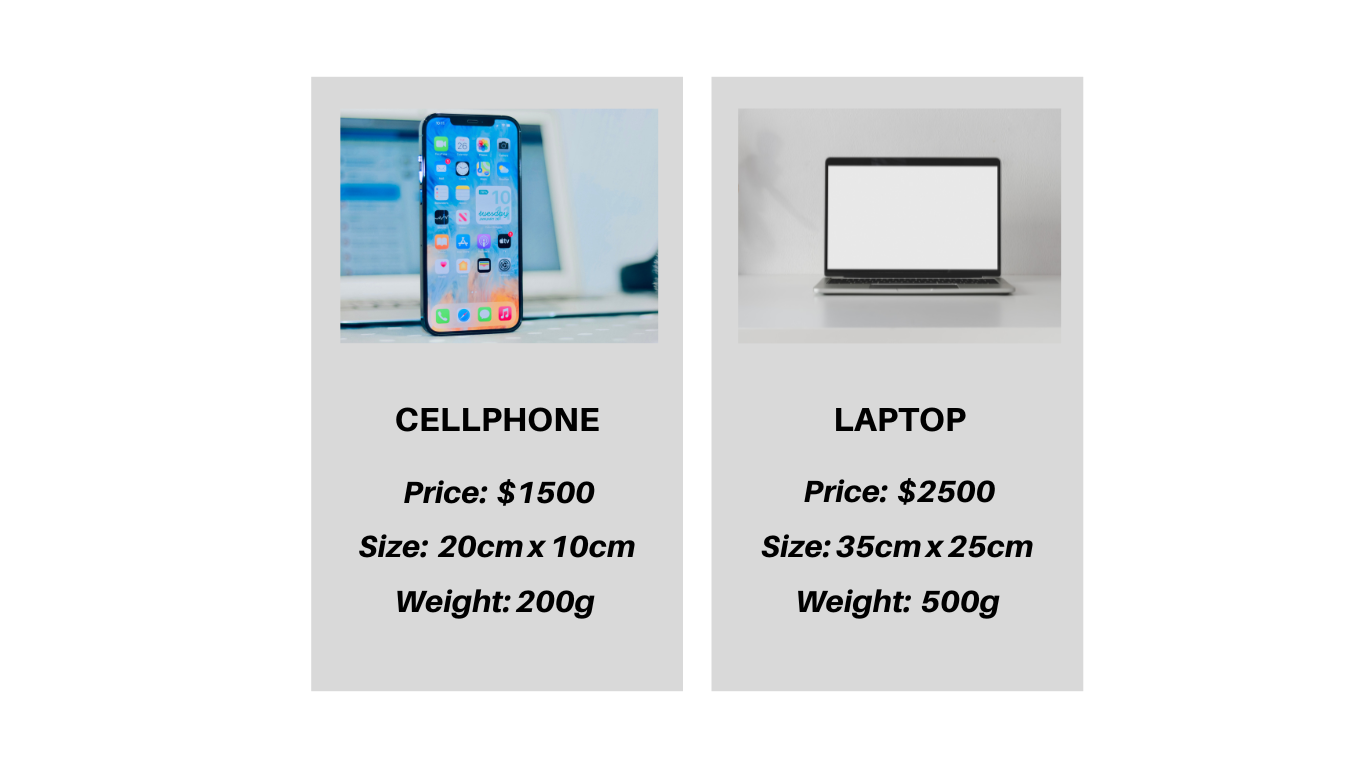 CELLPHONE
Price: $1500
Size: 20cm x 10cm
Weight: 200g
LAPTOP
Price: $2500
Size: 35cm x 25cm
Weight: 500g